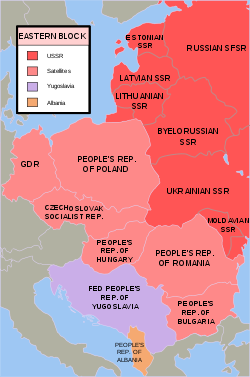 EASTERN BLOCK
USSR
Satellites
Yugoslavia
Albania
ESTONIAN
SSR
RUSSIAN SFSR
LATVIAN SSR
LITHUANIAN
SSR
BYELORUSSIAN
SSR
GDR
PEOPLE'S REP.
OF POLAND
UKRAINIAN SSR
CZECHOSLOVAK
SOCIALIST REP.
MOLDAVIAN
SSR
PEOPLE'S
REP. OF
HUNGARY
PEOPLE'S REP.
OF ROMANIA
FED PEOPLE'S
REP. OF
YUGOSLAVIA
PEOPLE'S
REP. OF
BULGARIA
PEOPLE'S
REP. OF
ALBANIA